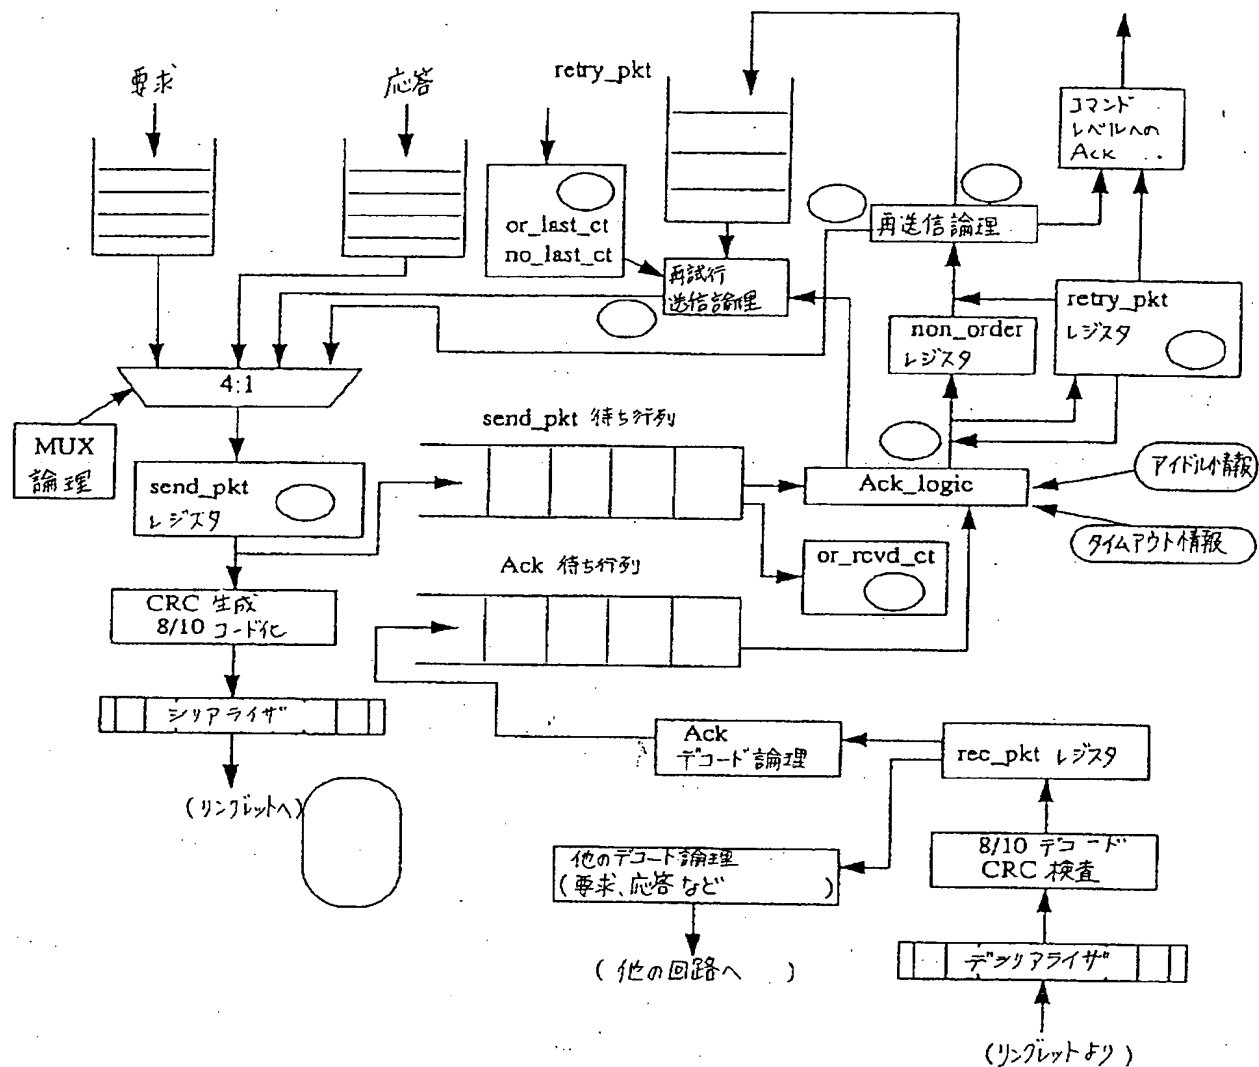 要求
応答
retry_pkt
コマンド
レベルへの
Ack
or_last_ct
no_last_ct
再試行
送信論理
再送信論理
retry_pkt
レジスタ
non_order
レジスタ
4:1
MUX
論理
send_pkt
レジスタ
send_pkt 待ち行列
Ack_logic
アイドル情報
タイムアウト情報
or_rcvd_ct
Ack 待ち行列
CRC 生成
8/10 コード化
シリアライザ
(リングレットへ)
Ack
デコード論理
rec_pkt レジスタ
他のデコード論理
(要求、応答など)
(他の回路へ)
8/10 デコード
CRC 検査
デシリアライザ
(リングレットより)